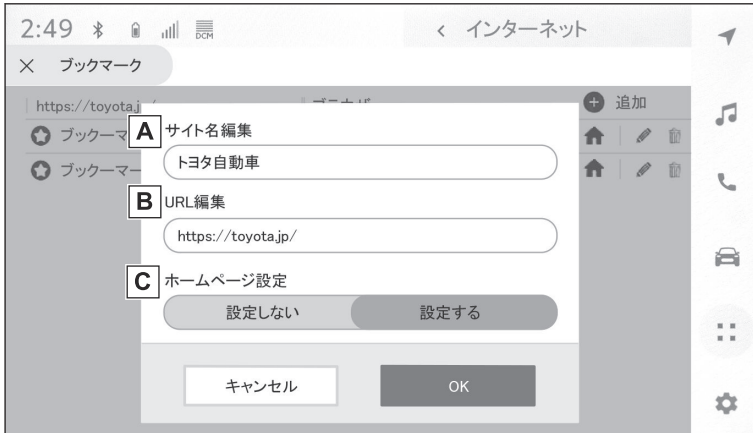 2:49 DCM < インターネット
× ブックマーク
https://toyota.j
追加
A サイト名編集
ブックーマ
トヨタ自動車
ブックーマー
B URL編集
https://toyota.jp/
C ホームページ設定
設定しない 設定する
キャンセル OK